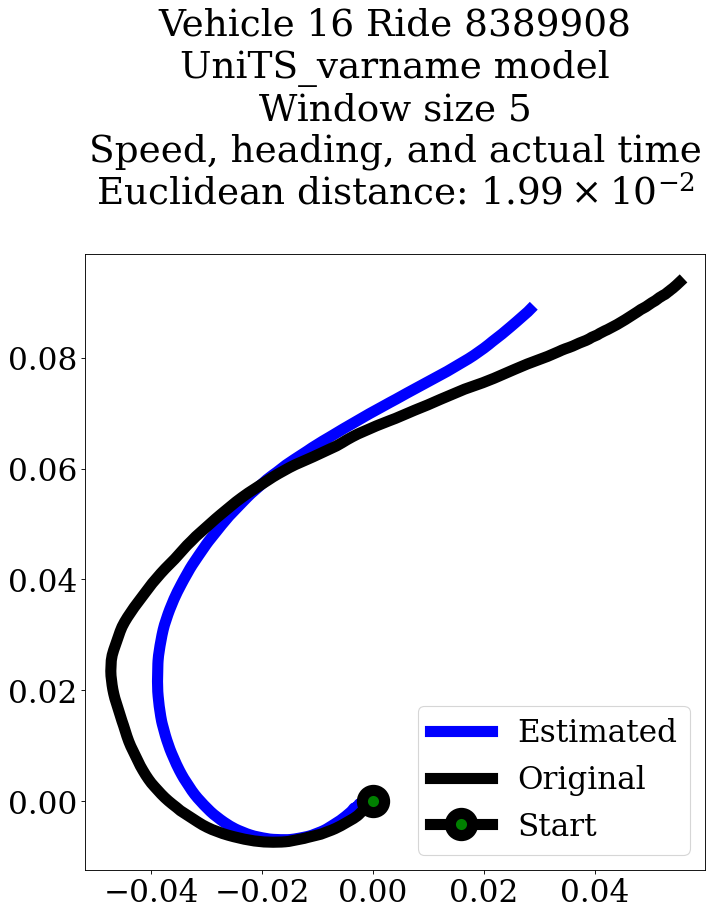 Vehicle 16 Ride 8389908
UniTS_varname model
Window size 5
Speed, heading, and actual time
Euclidean distance: 1.99 × 10⁻²
0.08
0.06
0.04
0.02
0.00
Estimated
Original
Start
−0.04 −0.02 0.00 0.02 0.04